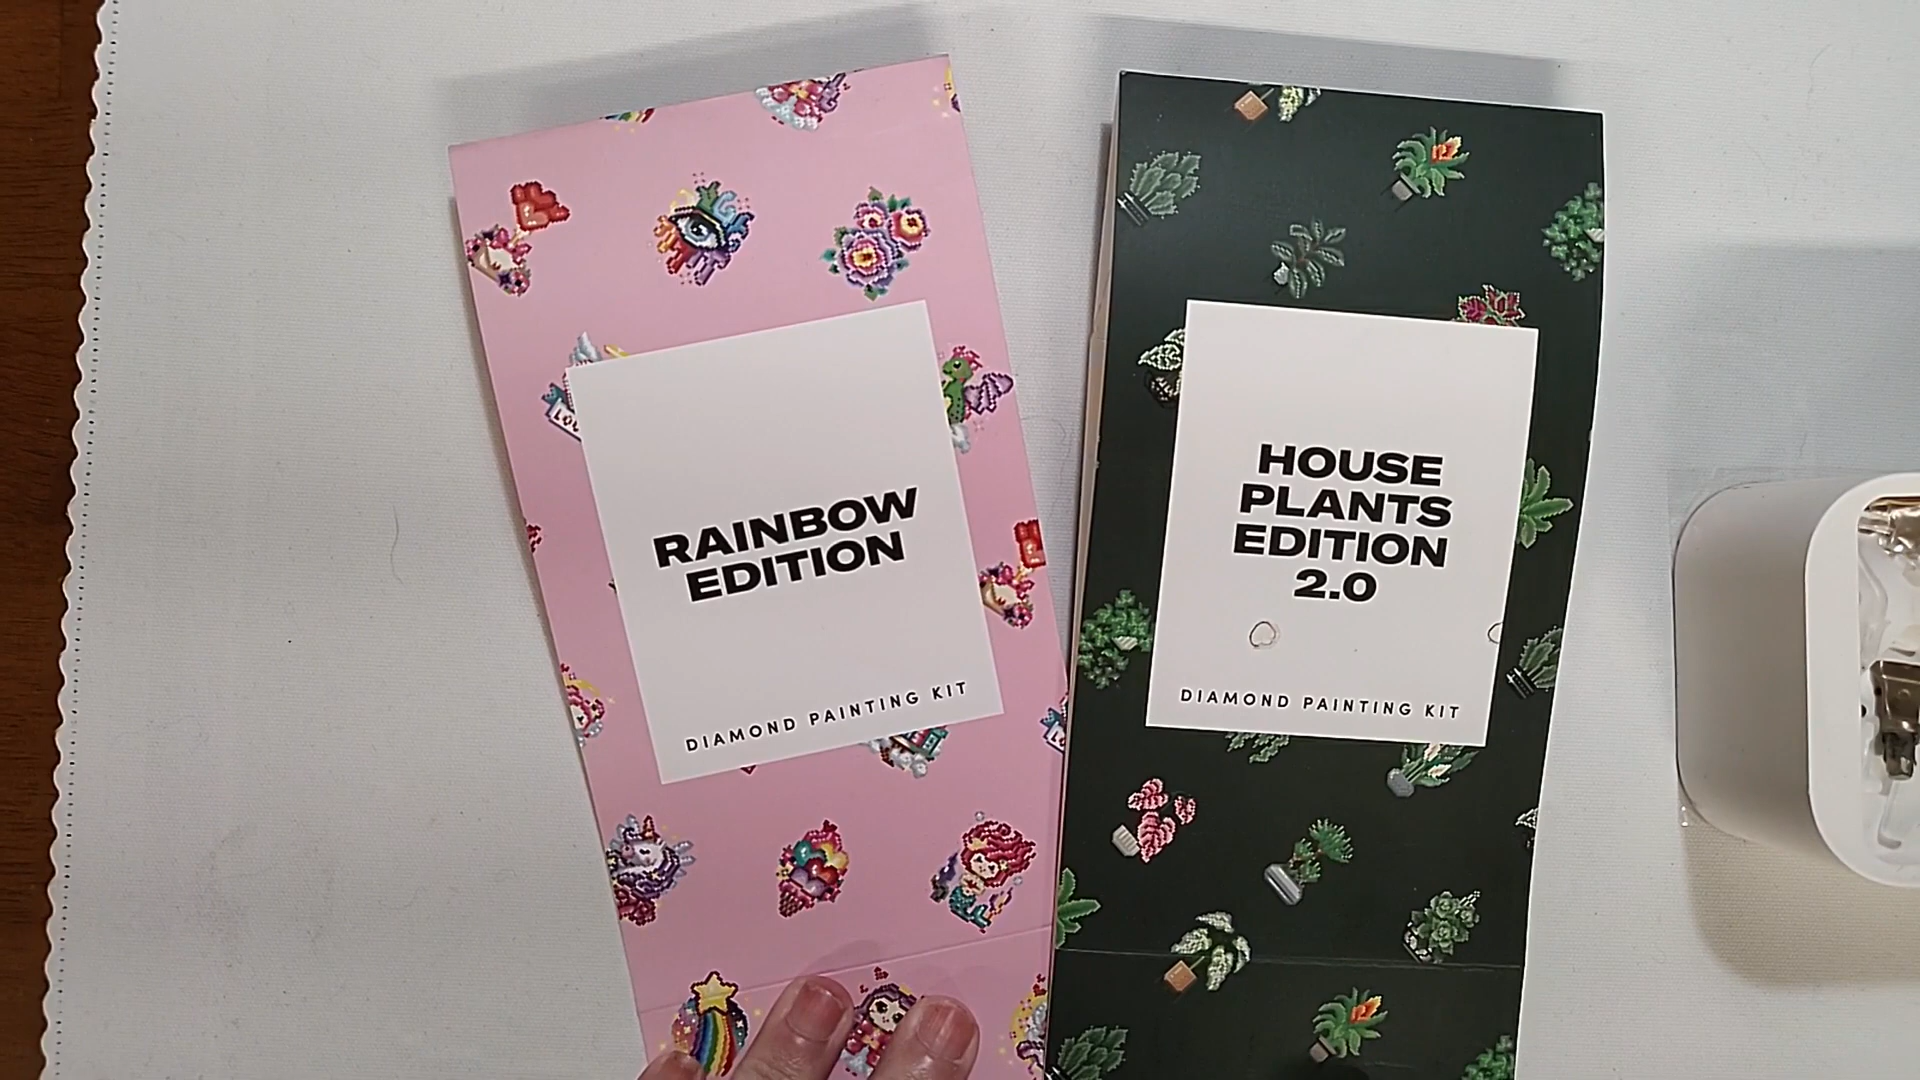 RAINBOW
EDITION
DIAMOND PAINTING KIT
HOUSE
PLANTS
EDITION
2.0
DIAMOND PAINTING KIT